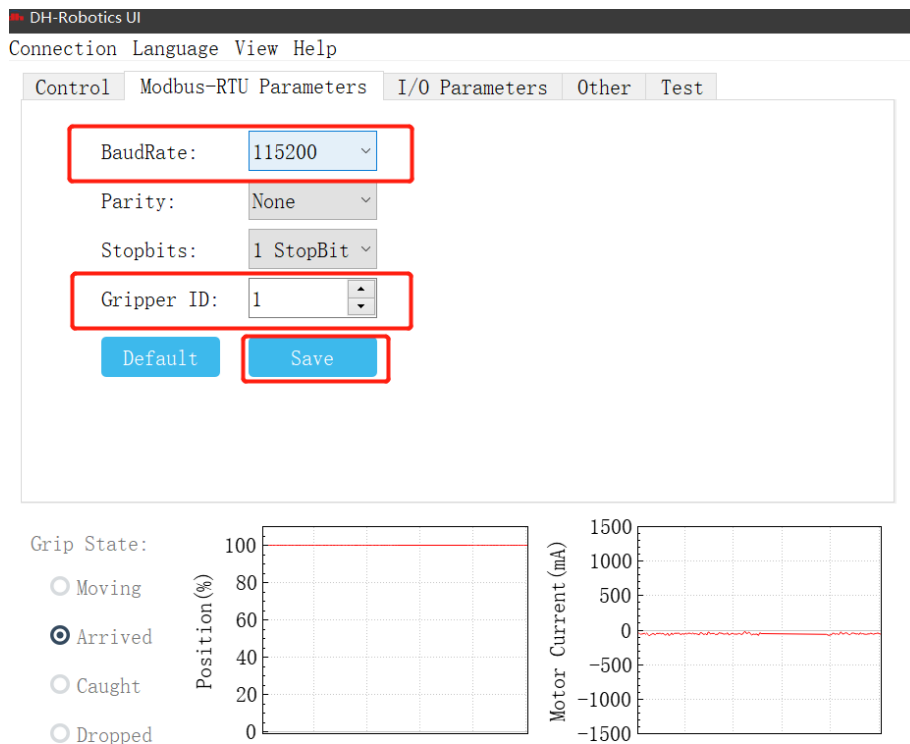 DH-Robotics UI
Connection Language View Help
Control Modbus-RTU Parameters I/O Parameters Other Test
BaudRate: 115200
Parity: None
Stopbits: 1 StopBit
Gripper ID: 1
Default Save
Grip State:
Moving
Arrived
Caught
Dropped
Position(%)
100
80
60
40
20
0
Motor Current(mA)
1500
1000
500
0
-500
-1000
-1500